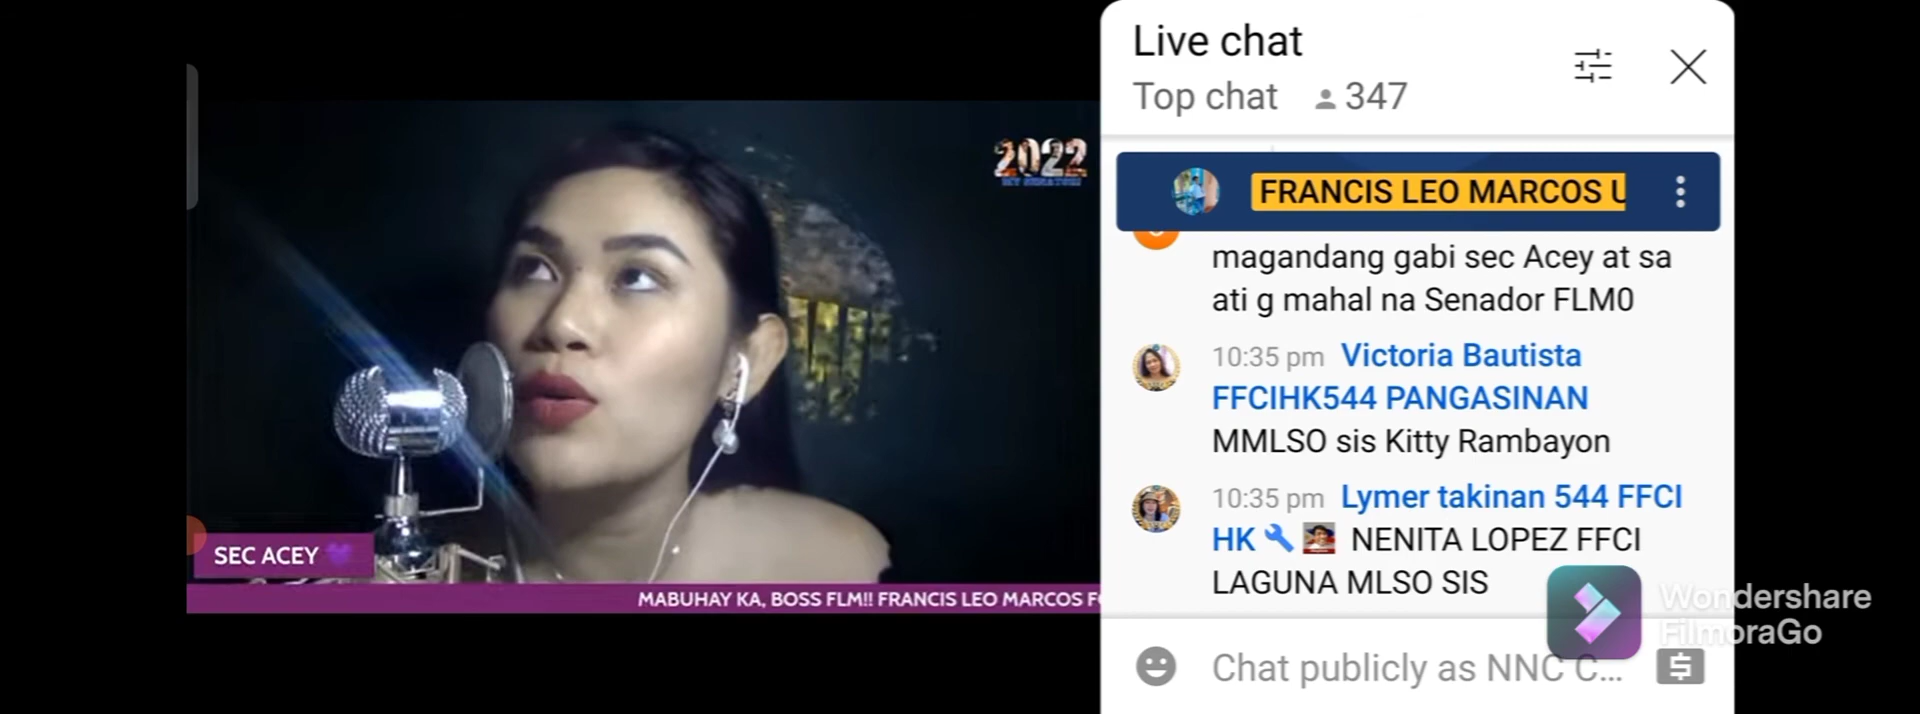 2022
MY SENATOR!
SEC ACEY
MABUHAY KA, BOSS FLM!! FRANCIS LEO MARCOS F
Live chat
Top chat 347
FRANCIS LEO MARCOS U
magandang gabi sec Acey at sa
ati g mahal na Senador FLM0
10:35 pm Victoria Bautista
FFCIHK544 PANGASINAN
MMLSO sis Kitty Rambayon
10:35 pm Lymer takinan 544 FFCI
HK NENITA LOPEZ FFCI
LAGUNA MLSO SIS
Chat publicly as NNC C...
Wondershare
FilmoraGo